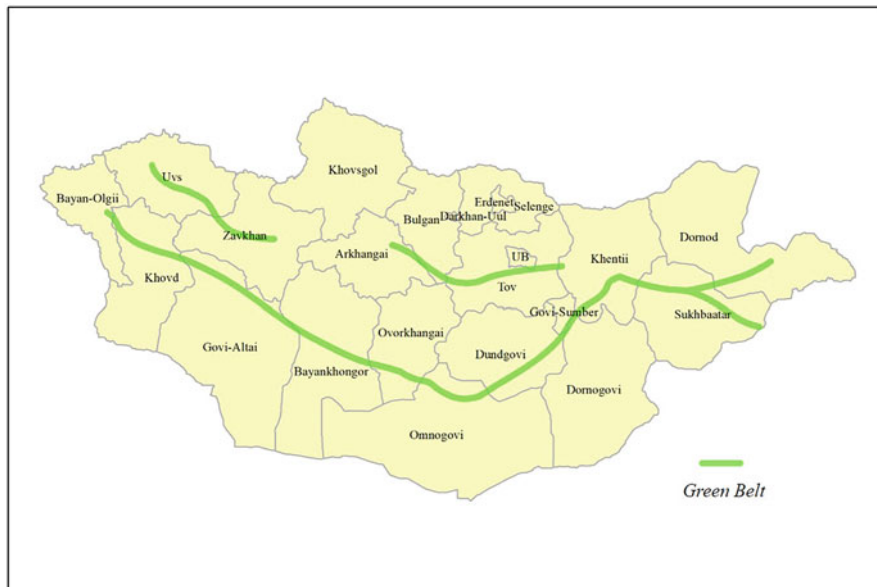 Khovsgol
Uvs
Bayan-Olgii
Erdenet
Selenge
Darkhan-Uul
Bulgan
Zavkhan
Dornod
Arkhangai
UB
Khentii
Khovd
Tov
Govi-Sumber
Sukhbaatar
Ovorkhangai
Govi-Altai
Dundgovi
Bayankhongor
Dornogovi
Omnogovi
Green Belt